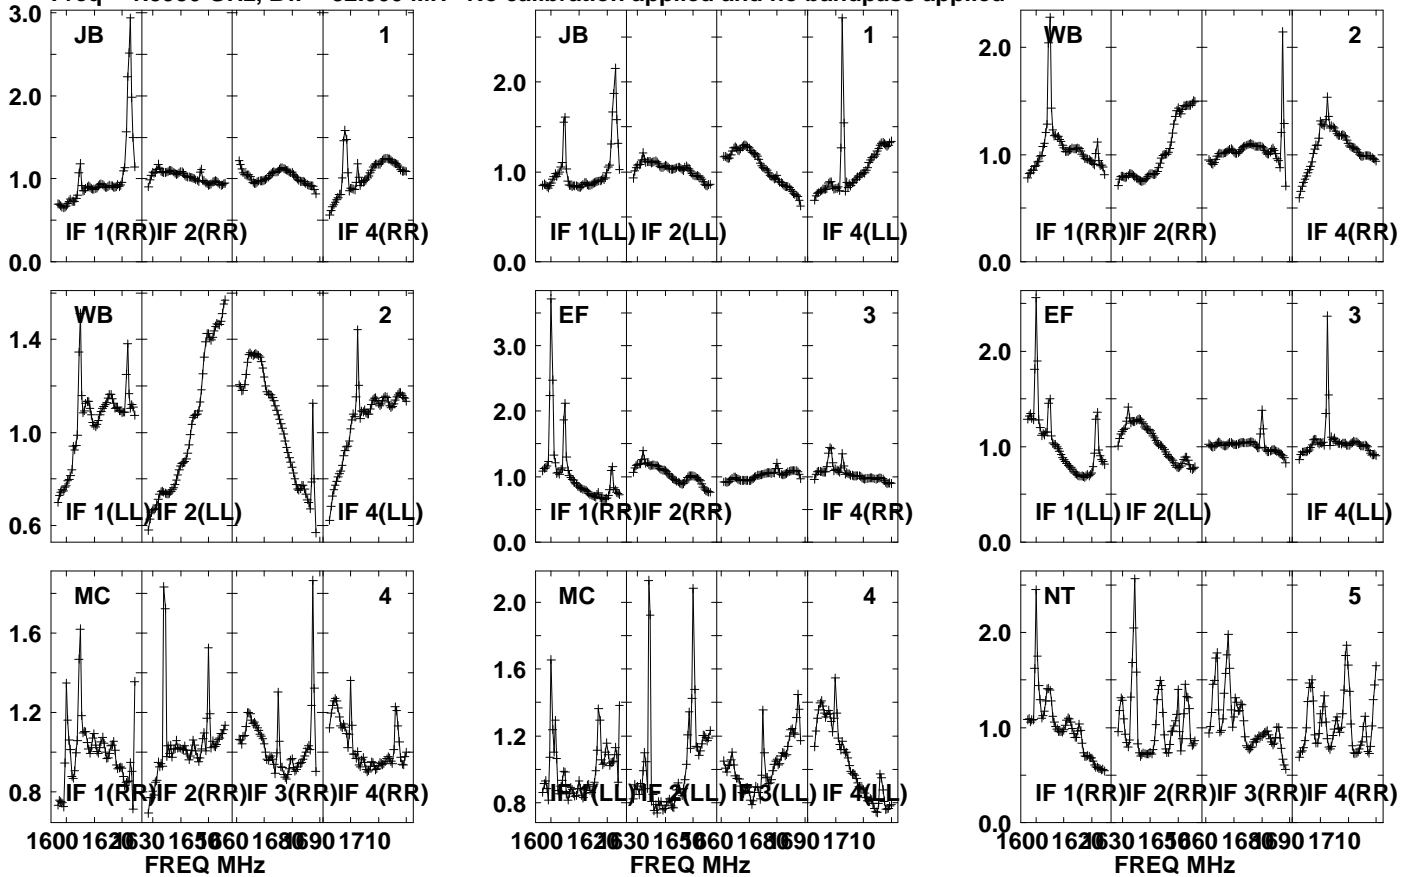 No calibration applied and no bandpass applied
JB 1
3.0
2.0
1.0
0.0
IF 1(RR) IF 2(RR) IF 4(RR)
JB 1
3.0
2.0
1.0
0.0
IF 1(LL) IF 2(LL) IF 4(LL)
WB 2
2.0
1.0
0.0
IF 1(RR) IF 2(RR) IF 4(RR)
WB 2
1.4
1.0
0.6
IF 1(LL) IF 2(LL) IF 4(LL)
EF 3
3.0
2.0
1.0
0.0
IF 1(RR) IF 2(RR) IF 4(RR)
EF 3
2.0
1.0
0.0
IF 1(LL) IF 2(LL) IF 4(LL)
MC 4
1.6
1.2
0.8
IF 1(RR) IF 2(RR) IF 3(RR) IF 4(RR)
1600 1620 1630 1650 1660 1680 1690 1710
FREQ MHz
MC 4
2.0
1.6
1.2
0.8
IF 1(LL) IF 2(LL) IF 3(LL) IF 4(LL)
1600 1620 1630 1650 1660 1680 1690 1710
FREQ MHz
NT 5
2.0
1.0
0.0
IF 1(RR) IF 2(RR) IF 3(RR) IF 4(RR)
1600 1620 1630 1650 1660 1680 1690 1710
FREQ MHz